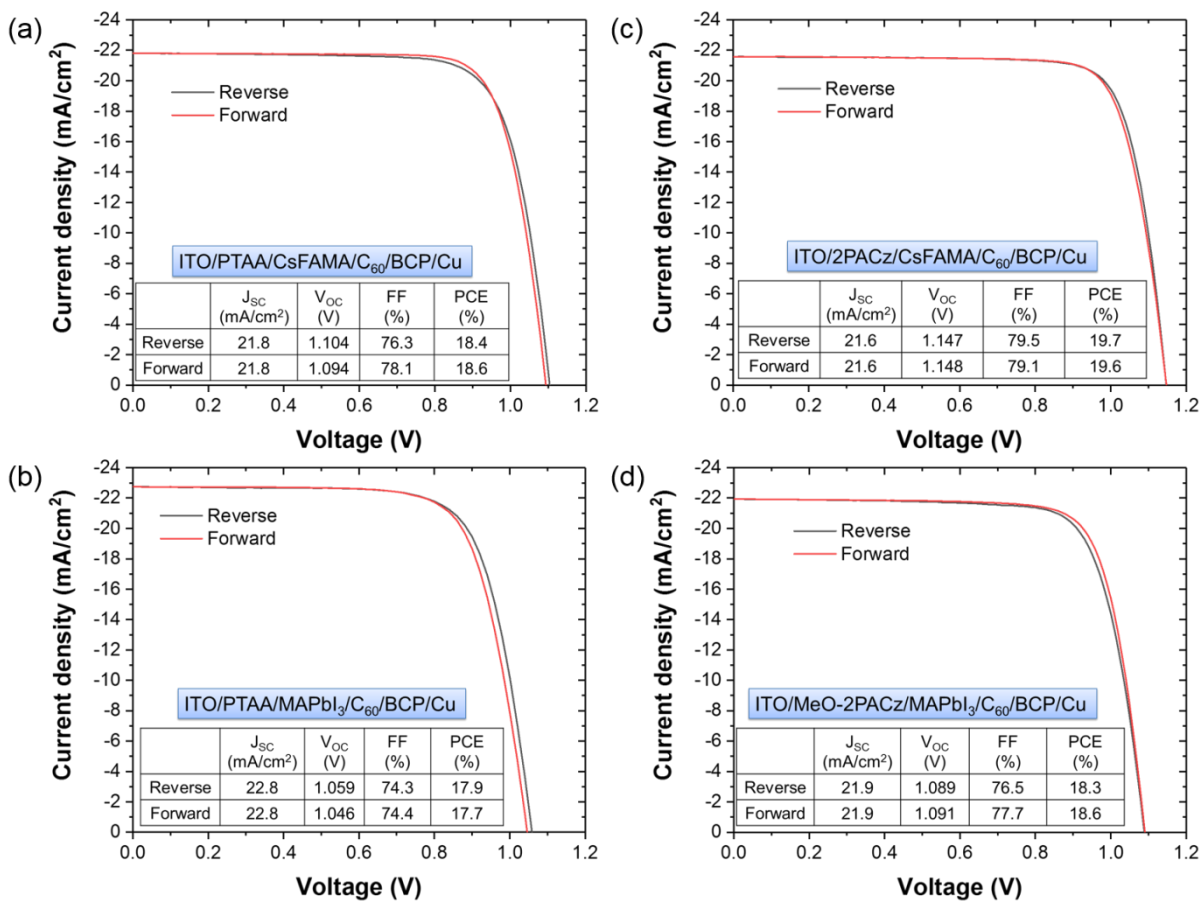 (a)
Current density (mA/cm²)
-24
-22
-20
-18
-16
-14
-12
-10
-8
-6
-4
-2
0
Reverse
Forward
ITO/PTAA/CsFAMA/C₆₀/BCP/Cu
J_SC (mA/cm²) V_OC (V) FF (%) PCE (%)
Reverse 21.8 1.104 76.3 18.4
Forward 21.8 1.094 78.1 18.6
0.0 0.2 0.4 0.6 0.8 1.0 1.2
Voltage (V)
(c)
Current density (mA/cm²)
-24
-22
-20
-18
-16
-14
-12
-10
-8
-6
-4
-2
0
Reverse
Forward
ITO/2PACz/CsFAMA/C₆₀/BCP/Cu
J_SC (mA/cm²) V_OC (V) FF (%) PCE (%)
Reverse 21.6 1.147 79.5 19.7
Forward 21.6 1.148 79.1 19.6
0.0 0.2 0.4 0.6 0.8 1.0 1.2
Voltage (V)
(b)
Current density (mA/cm²)
-24
-22
-20
-18
-16
-14
-12
-10
-8
-6
-4
-2
0
Reverse
Forward
ITO/PTAA/MAPbI₃/C₆₀/BCP/Cu
J_SC (mA/cm²) V_OC (V) FF (%) PCE (%)
Reverse 22.8 1.059 74.3 17.9
Forward 22.8 1.046 74.4 17.7
0.0 0.2 0.4 0.6 0.8 1.0 1.2
Voltage (V)
(d)
Current density (mA/cm²)
-24
-22
-20
-18
-16
-14
-12
-10
-8
-6
-4
-2
0
Reverse
Forward
ITO/MeO-2PACz/MAPbI₃/C₆₀/BCP/Cu
J_SC (mA/cm²) V_OC (V) FF (%) PCE (%)
Reverse 21.9 1.089 76.5 18.3
Forward 21.9 1.091 77.7 18.6
0.0 0.2 0.4 0.6 0.8 1.0 1.2
Voltage (V)